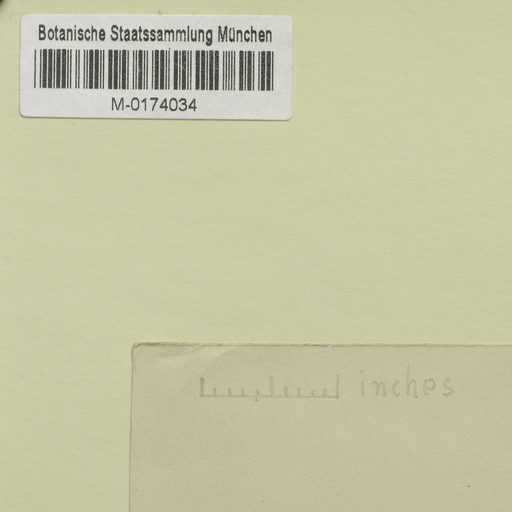 Botanische Staatssammlung München
M-0174034
inches